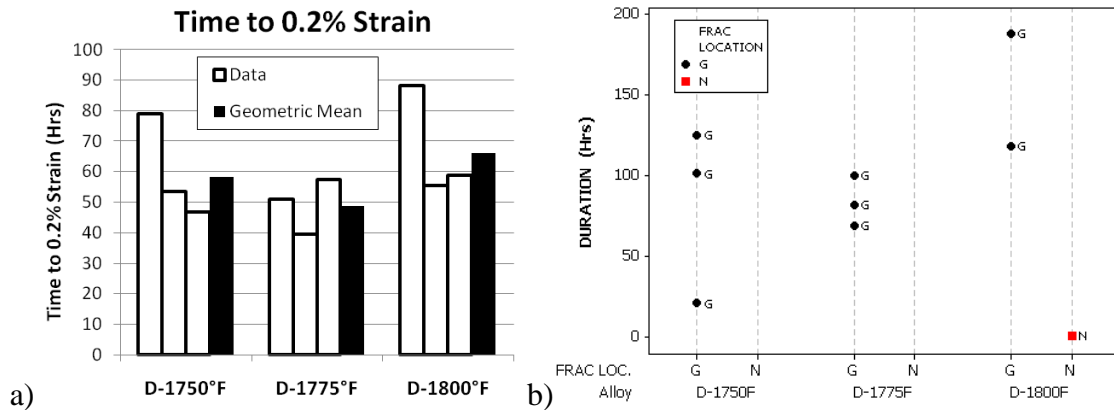 Time to 0.2% Strain
Time to 0.2% Strain (Hrs)
100
90
80
70
60
50
40
30
20
10
0
Data
Geometric Mean
D-1750°F D-1775°F D-1800°F
a)
DURATION (Hrs)
200
150
100
50
0
FRAC
LOCATION
G
N
G
G
G
G
G
G
G
G
N
FRAC LOC. G N G N G N
Alloy D-1750F D-1775F D-1800F
b)